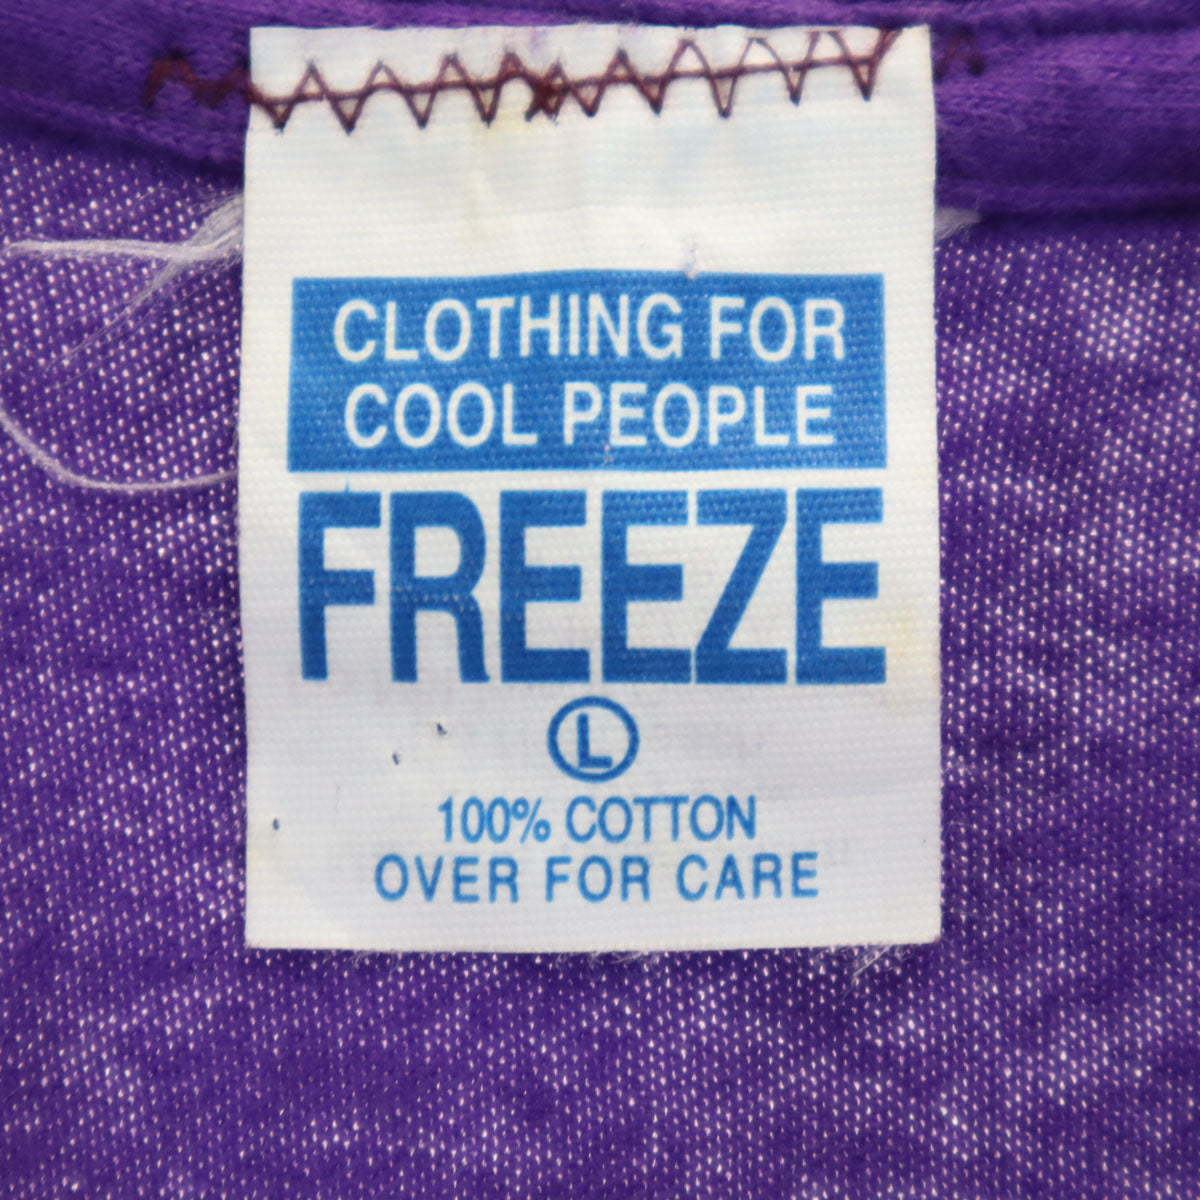 CLOTHING FOR
COOL PEOPLE
FREEZE
L
100% COTTON
OVER FOR CARE